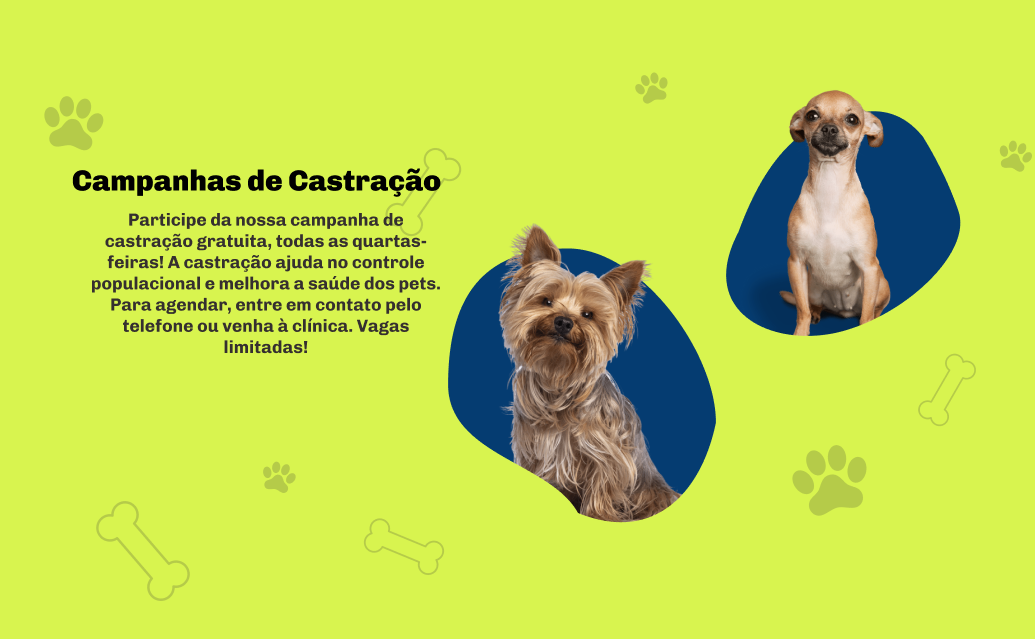 Campanhas de Castração
Participe da nossa campanha de
castração gratuita, todas as quartas-
feiras! A castração ajuda no controle
populacional e melhora a saúde dos pets.
Para agendar, entre em contato pelo
telefone ou venha à clínica. Vagas
limitadas!